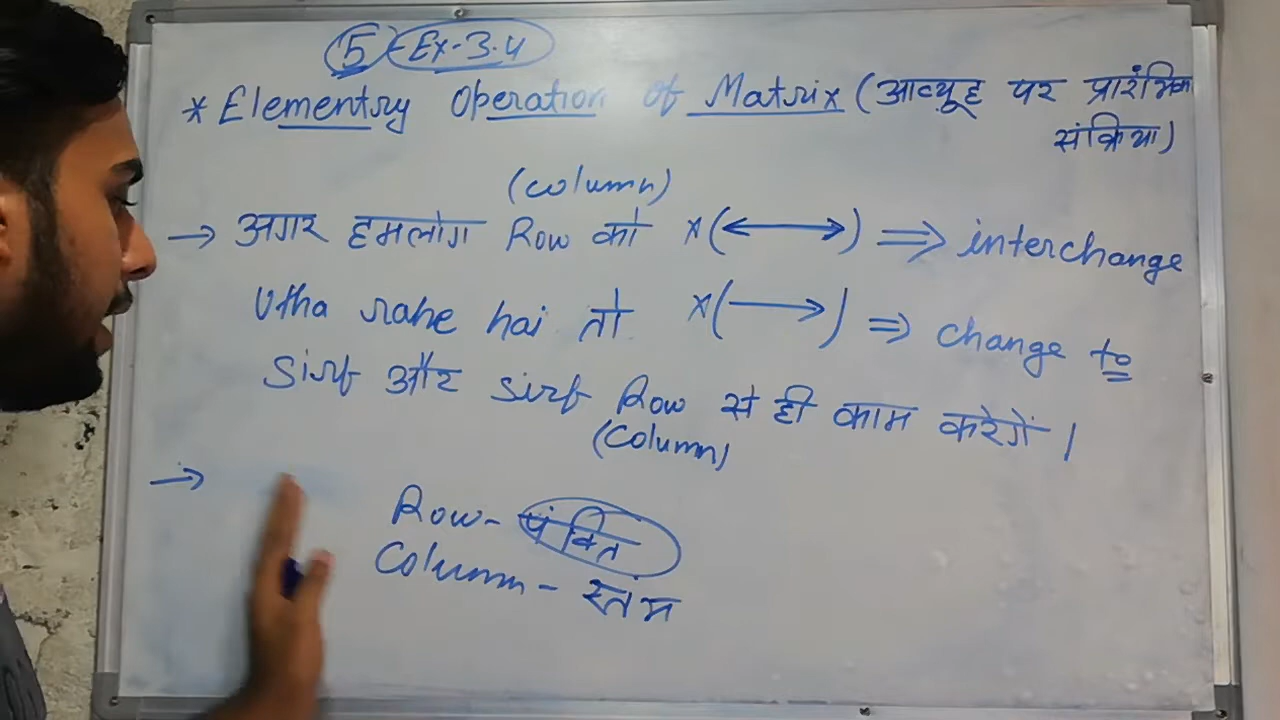 5 Ex-3.4
* Elementry Operation of Matrix (आव्यूह पर प्रारंभिक
संक्रिया)
(column)
→ अगर हमलोग Row को *(↔) ⇒ interchange
Utha rahe hai तो *(→) ⇒ change to
Sirf और sirf Row से ही काम करेगें ।
(Column)
→
Row - पंक्ति
Column - स्तंभ